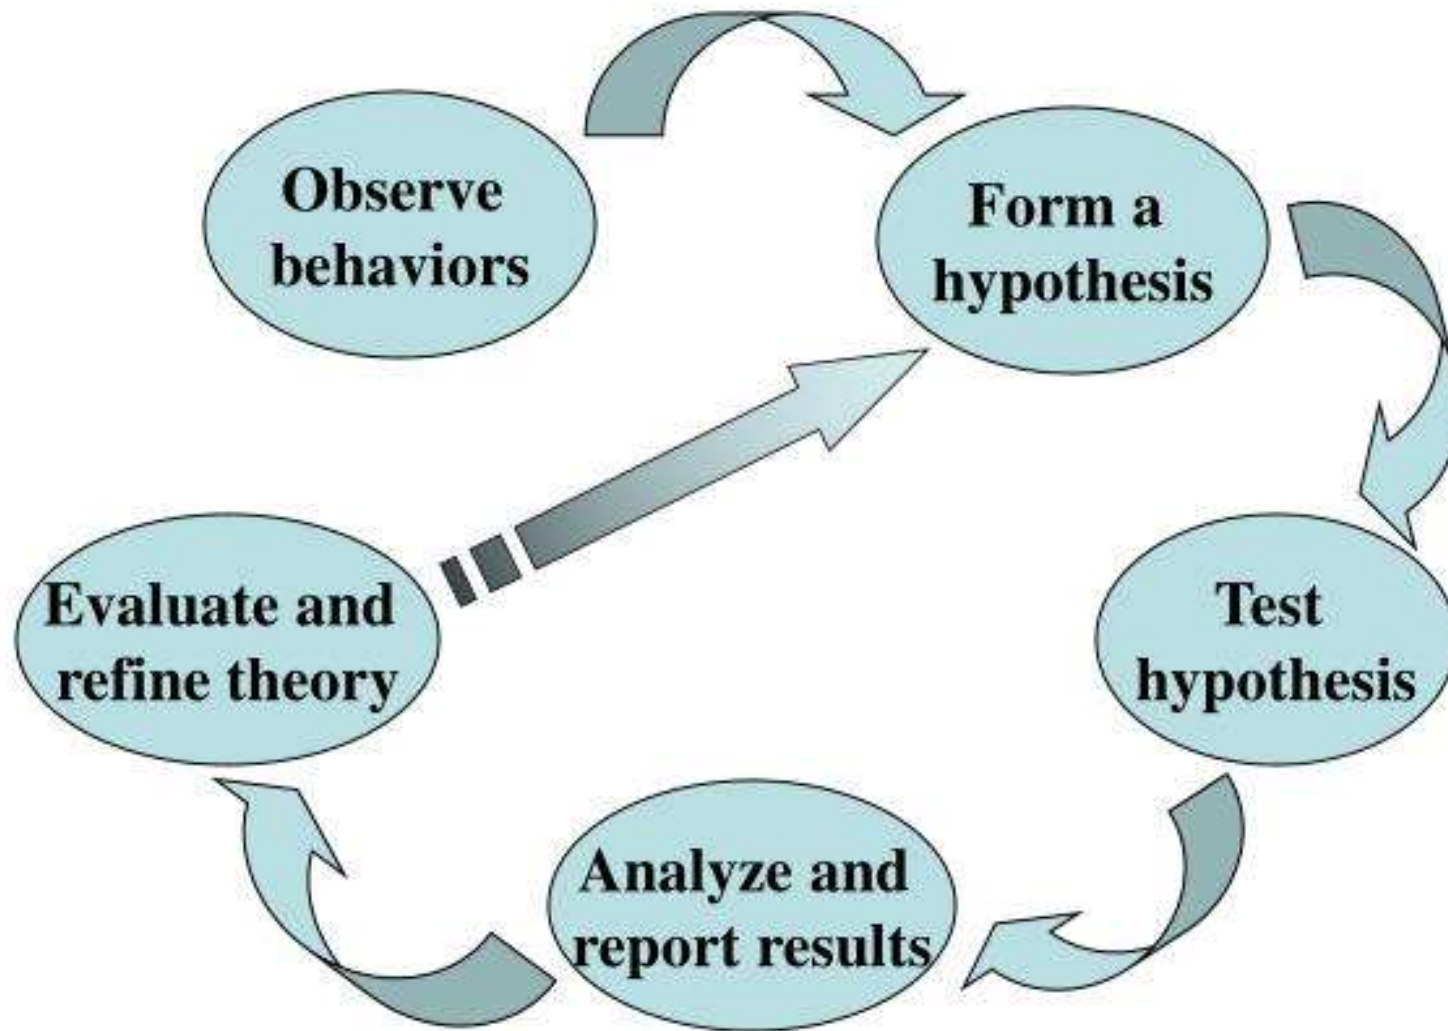 Observe
behaviors
Form a
hypothesis
Test
hypothesis
Analyze and
report results
Evaluate and
refine theory